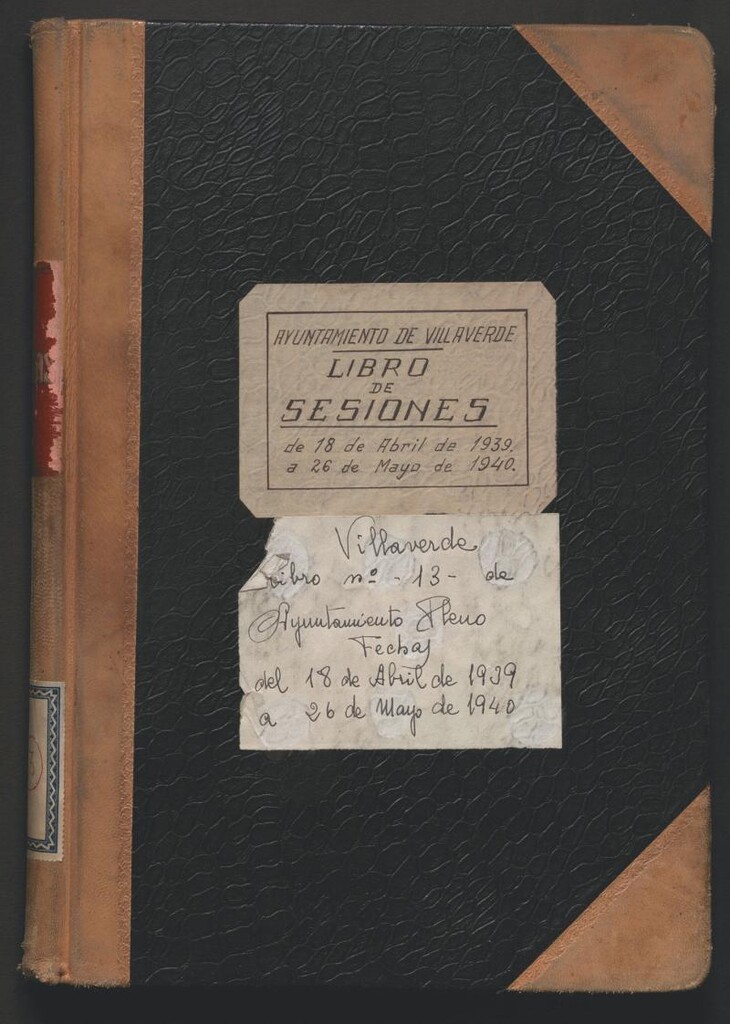 AYUNTAMIENTO DE VILLAVERDE
LIBRO
DE
SESIONES
de 18 de Abril de 1939.
a 26 de Mayo de 1940.
Villaverde
Libro nº - 13 - de
Ayuntamiento Pleno
Fechas
del 18 de Abril de 1939
a 26 de Mayo de 1940